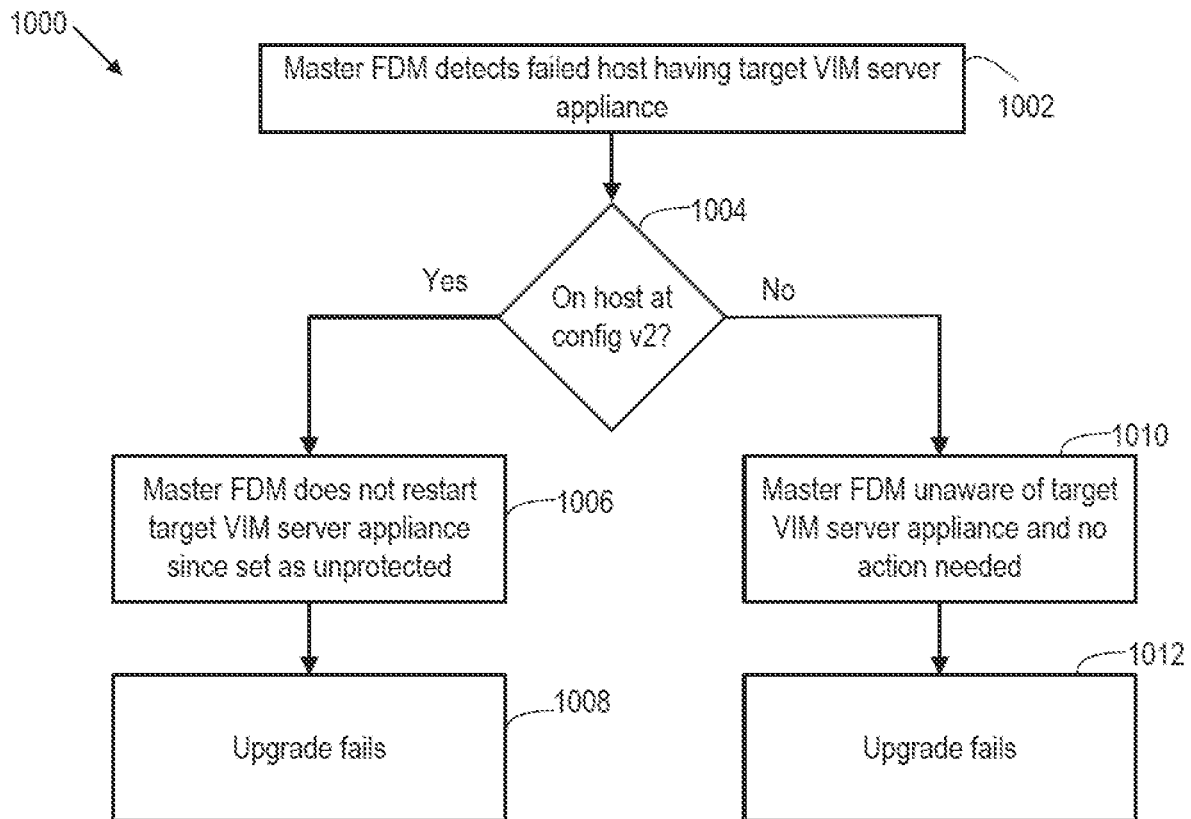 1000
Master FDM detects failed host having target VIM server
appliance
1002
1004
Yes
No
On host at
config v2?
1010
Master FDM does not restart
target VIM server appliance
since set as unprotected
1006
Master FDM unaware of target
VIM server appliance and no
action needed
1012
1008
Upgrade fails
Upgrade fails